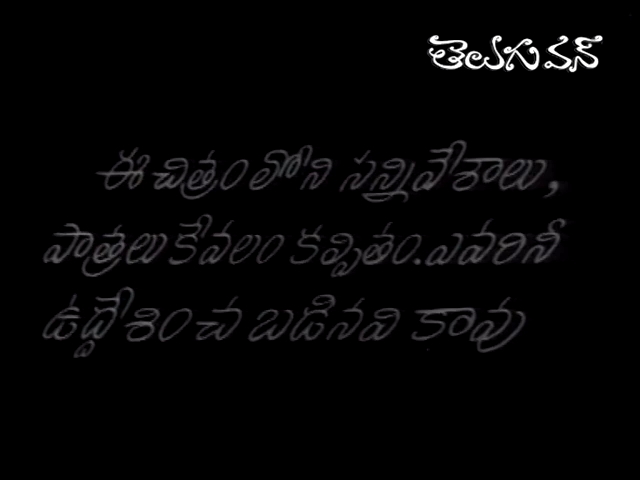 తెలుగువన్
ఈ చిత్రం లోని సన్నివేశాలు,
పాత్రలు కేవలం కల్పితం. ఎవరినీ
ఉద్దేశించ బడినవి కావు